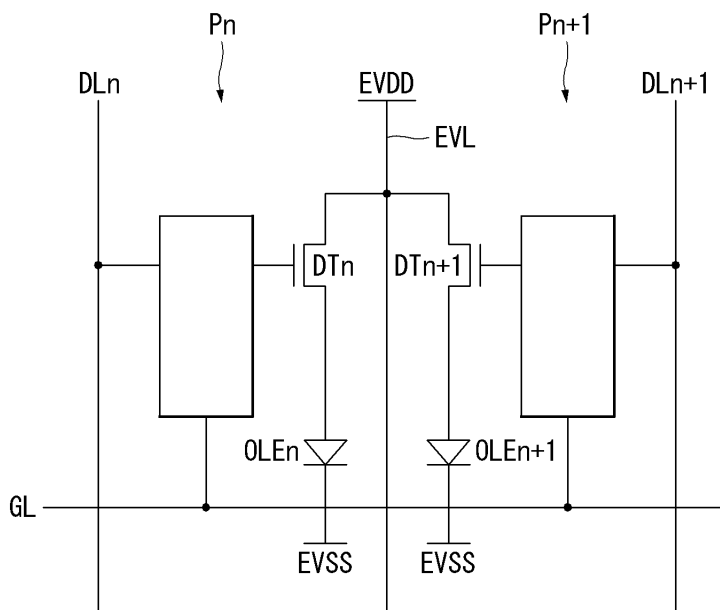 Pn
Pn+1
DLn
EVDD
DLn+1
EVL
DTn
DTn+1
OLEn
OLEn+1
GL
EVSS
EVSS